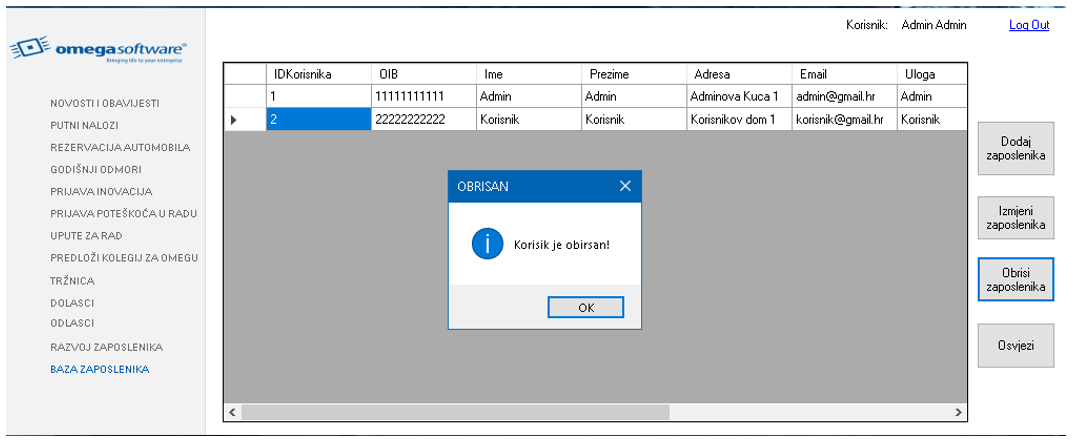 Korisnik: Admin Admin Log Out
omegasoftware®
Bringing life to your enterprise
NOVOSTI I OBAVIJESTI
PUTNI NALOZI
REZERVACIJA AUTOMOBILA
GODIŠNJI ODMORI
PRIJAVA INOVACIJA
PRIJAVA POTEŠKOĆA U RADU
UPUTE ZA RAD
PREDLOŽI KOLEGIJ ZA OMEGU
TRŽNICA
DOLASCI
ODLASCI
RAZVOJ ZAPOSLENIKA
BAZA ZAPOSLENIKA
IDKorisnika OIB Ime Prezime Adresa Email Uloga
1 11111111111 Admin Admin Adminova Kuca 1 admin@gmail.hr Admin
2 22222222222 Korisnik Korisnik Korisnikov dom 1 korisnik@gmail.hr Korisnik
OBRISAN
Korisik je obirsan!
OK
Dodaj
zaposlenika
Izmjeni
zaposlenika
Obrisi
zaposlenika
Osvjezi